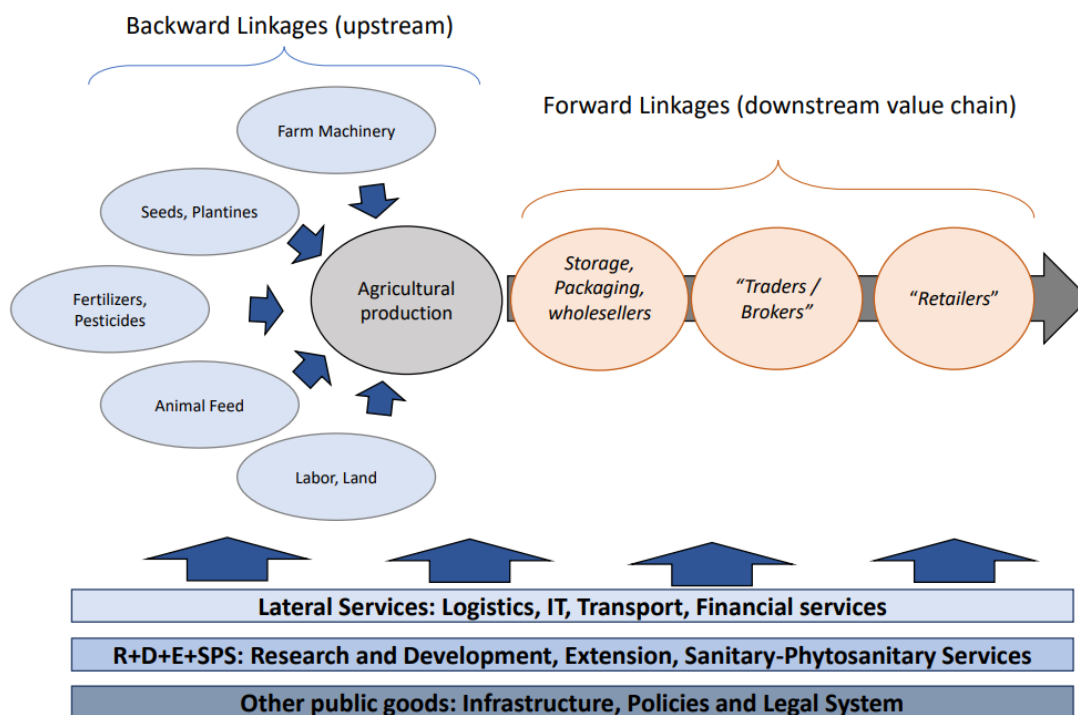 Backward Linkages (upstream)
Forward Linkages (downstream value chain)
Farm Machinery
Seeds, Plantines
Fertilizers,
Pesticides
Animal Feed
Labor, Land
Agricultural
production
Storage,
Packaging,
wholesellers
“Traders /
Brokers”
“Retailers”
Lateral Services: Logistics, IT, Transport, Financial services
R+D+E+SPS: Research and Development, Extension, Sanitary-Phytosanitary Services
Other public goods: Infrastructure, Policies and Legal System